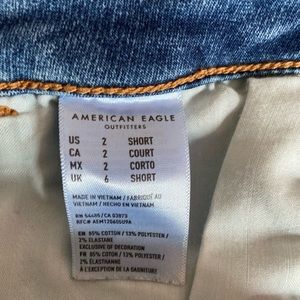 AMERICAN EAGLE
OUTFITTERS
US 2 SHORT
CA 2 COURT
MX 2 CORTO
UK 6 SHORT
MADE IN VIETNAM / FABRIQUÉ AU
VIETNAM / HECHO EN VIETNAM
RN 54485 / CA 03873
EN 85% COTTON / 13% POLYESTER /
2% ELASTANE
EXCLUSIVE OF DECORATION
FR 85% COTON / 13% POLYESTER /
2% ÉLASTHANNE
À L'EXCEPTION DE LA GARNITURE